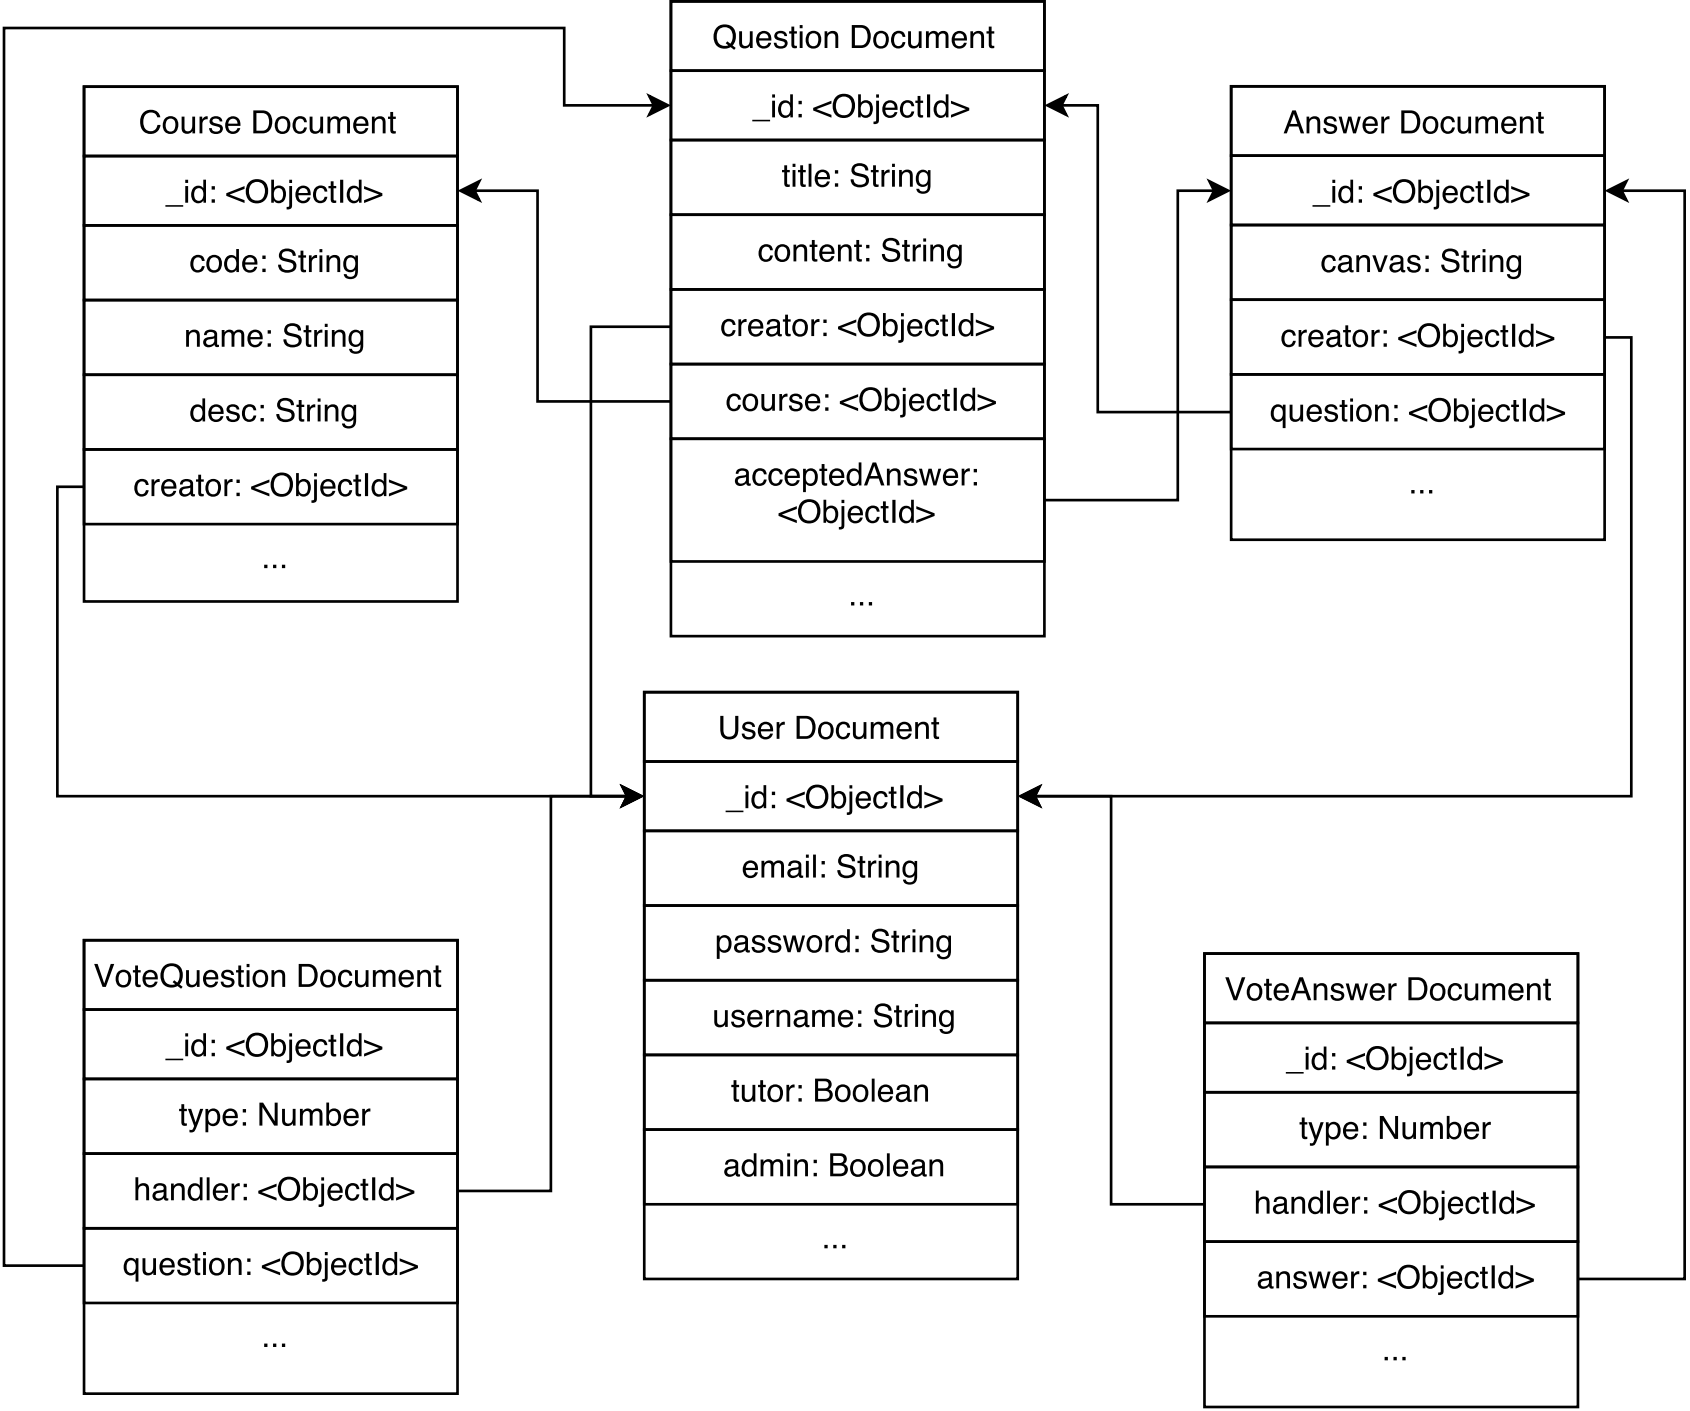 Question Document
_id: <ObjectId>
title: String
content: String
creator: <ObjectId>
course: <ObjectId>
acceptedAnswer:
<ObjectId>
...
Course Document
_id: <ObjectId>
code: String
name: String
desc: String
creator: <ObjectId>
...
Answer Document
_id: <ObjectId>
canvas: String
creator: <ObjectId>
question: <ObjectId>
...
User Document
_id: <ObjectId>
email: String
password: String
username: String
tutor: Boolean
admin: Boolean
...
VoteQuestion Document
_id: <ObjectId>
type: Number
handler: <ObjectId>
question: <ObjectId>
...
VoteAnswer Document
_id: <ObjectId>
type: Number
handler: <ObjectId>
answer: <ObjectId>
...